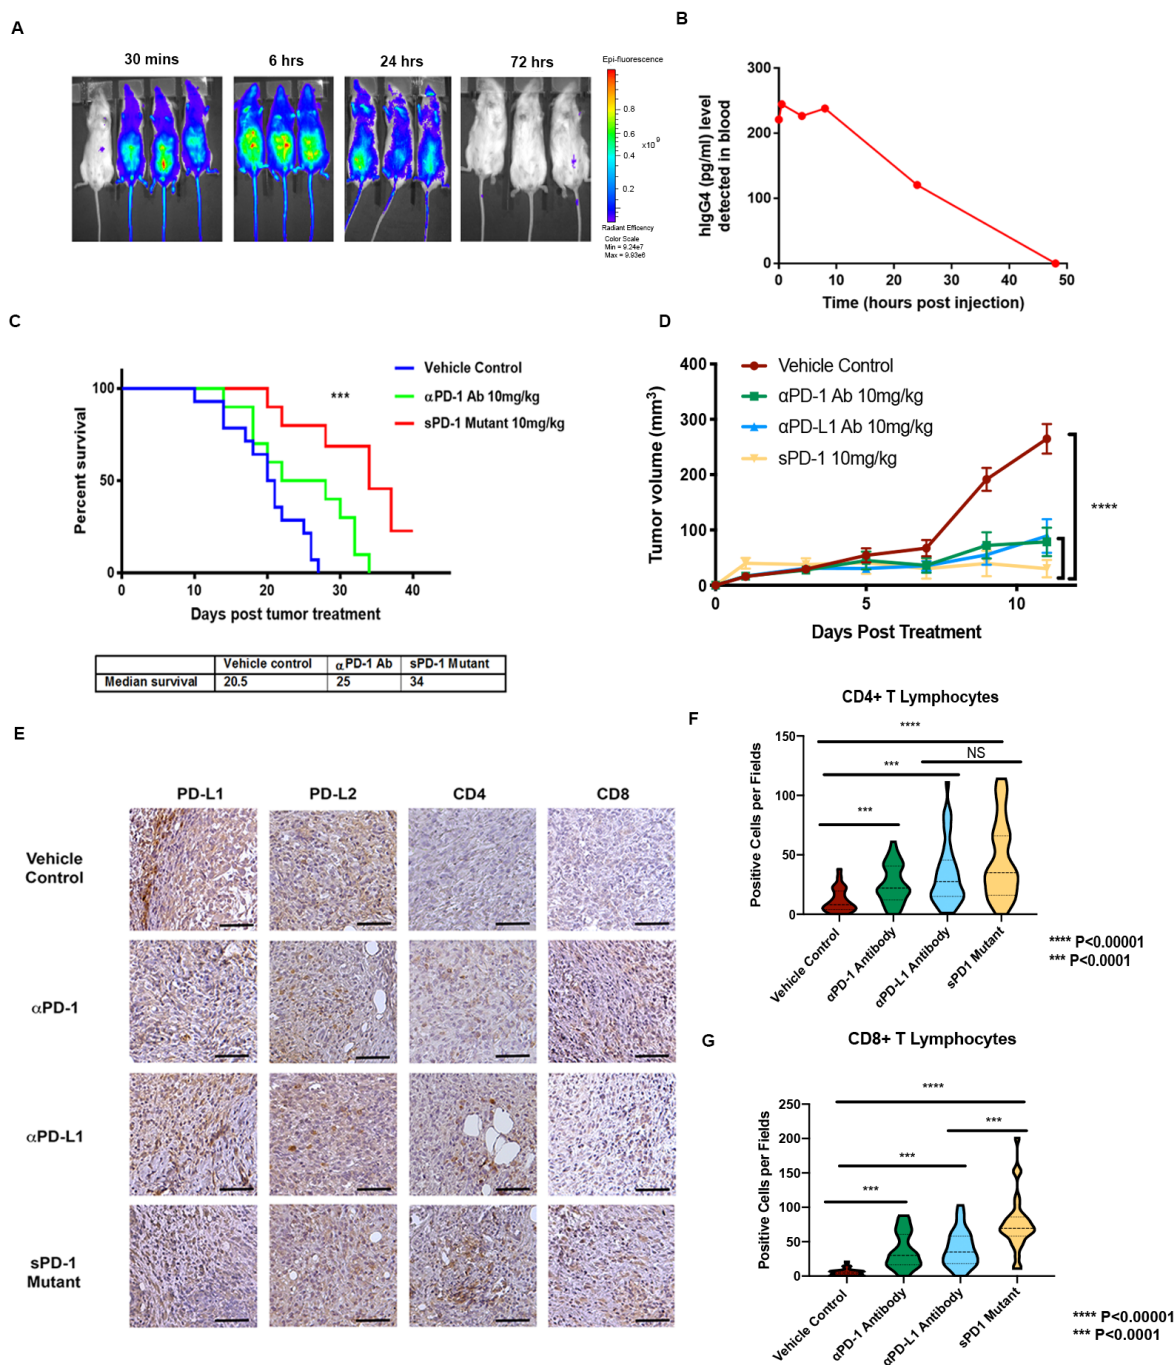 A
30 mins
6 hrs
24 hrs
72 hrs
Epi-fluorescence
0.8
0.6
x10⁹
0.4
0.2
Radiant Efficency
Color Scale
Min = 9.24e7
Max = 9.93e6
B
hIgG4 (pg/ml) level
detected in blood
300
200
100
0
0 10 20 30 40 50
Time (hours post injection)
C
Vehicle Control
αPD-1 Ab 10mg/kg
sPD-1 Mutant 10mg/kg
***
Percent survival
100
50
0
0 10 20 30 40
Days post tumor treatment
Vehicle control αPD-1 Ab sPD-1 Mutant
Median survival 20.5 25 34
D
Vehicle Control
αPD-1 Ab 10mg/kg
αPD-L1 Ab 10mg/kg
sPD-1 10mg/kg
****
Tumor volume (mm³)
400
300
200
100
0
0 5 10
Days Post Treatment
E
PD-L1 PD-L2 CD4 CD8
Vehicle
Control
αPD-1
αPD-L1
sPD-1
Mutant
F
CD4+ T Lymphocytes
****
NS
***
***
Positive Cells per Fields
150
100
50
0
Vehicle Control
αPD-1 Antibody
αPD-L1 Antibody
sPD1 Mutant
**** P<0.00001
*** P<0.0001
G
CD8+ T Lymphocytes
****
***
***
***
Positive Cells per Fields
250
200
150
100
50
0
Vehicle Control
αPD-1 Antibody
αPD-L1 Antibody
sPD1 Mutant
**** P<0.00001
*** P<0.0001